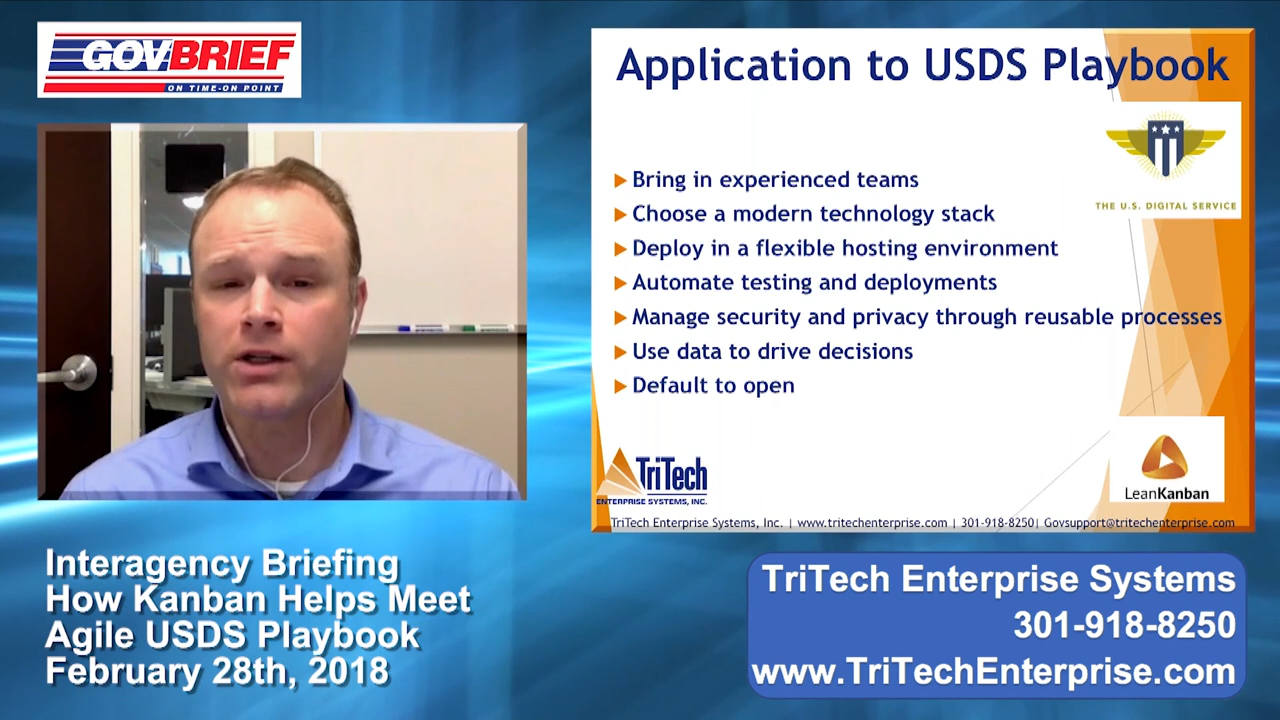 GOVBRIEF
ON TIME-ON POINT
Application to USDS Playbook
THE U.S. DIGITAL SERVICE
Bring in experienced teams
Choose a modern technology stack
Deploy in a flexible hosting environment
Automate testing and deployments
Manage security and privacy through reusable processes
Use data to drive decisions
Default to open
TriTech
ENTERPRISE SYSTEMS, INC.
LeanKanban
TriTech Enterprise Systems, Inc. | www.tritechenterprise.com | 301-918-8250| Govsupport@tritechenterprise.com
Interagency Briefing
How Kanban Helps Meet
Agile USDS Playbook
February 28th, 2018
TriTech Enterprise Systems
301-918-8250
www.TriTechEnterprise.com